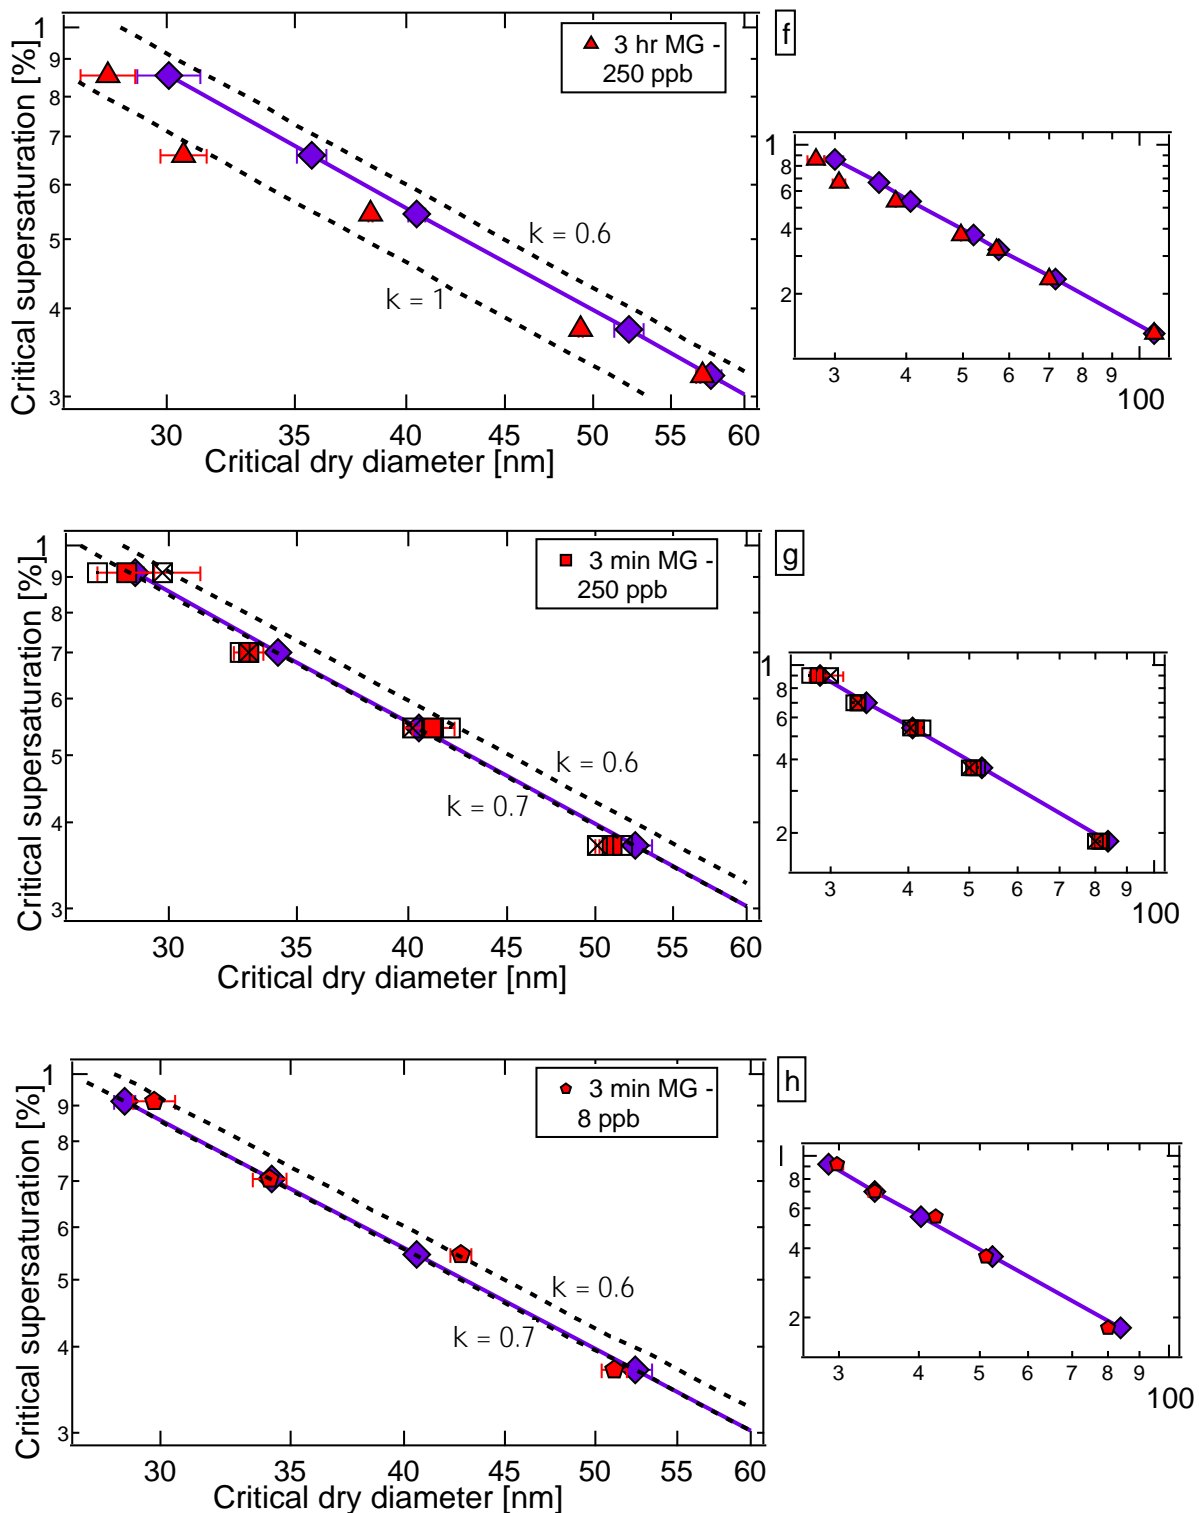 f
1
9
8
7
6
5
4
3
Critical supersaturation [%]
3 hr MG -
250 ppb
k = 0.6
k = 1
30 35 40 45 50 55 60
Critical dry diameter [nm]
1
8
6
4
2
3 4 5 6 7 8 9
100
g
1
9
8
7
6
5
4
3
Critical supersaturation [%]
3 min MG -
250 ppb
k = 0.6
k = 0.7
30 35 40 45 50 55 60
Critical dry diameter [nm]
1
8
6
4
2
3 4 5 6 7 8 9
100
h
1
9
8
7
6
5
4
3
Critical supersaturation [%]
3 min MG -
8 ppb
k = 0.6
k = 0.7
30 35 40 45 50 55 60
Critical dry diameter [nm]
1
8
6
4
2
3 4 5 6 7 8 9
100